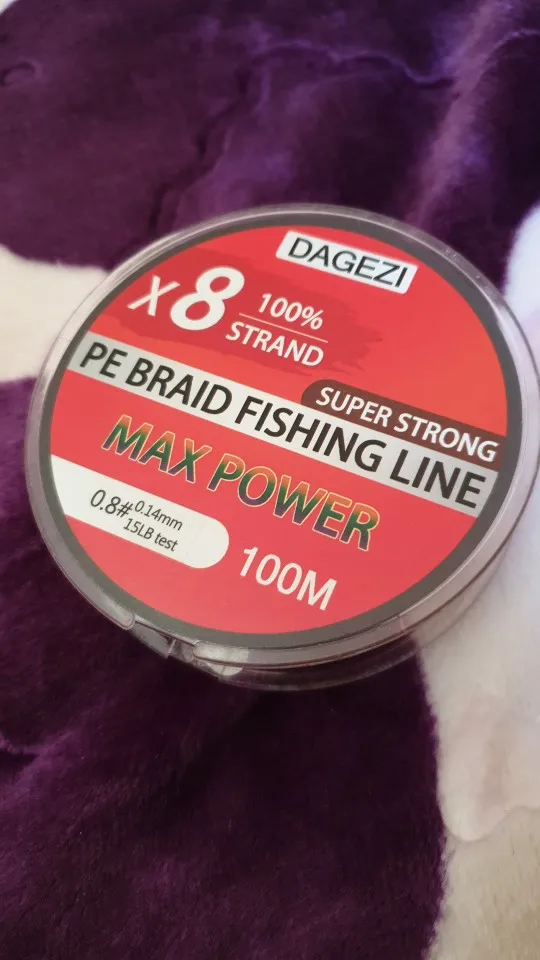 DAGEZI
X8 100%
STRAND
SUPER STRONG
PE BRAID FISHING LINE
MAX POWER
0.8# 0.14mm
15LB test
100M